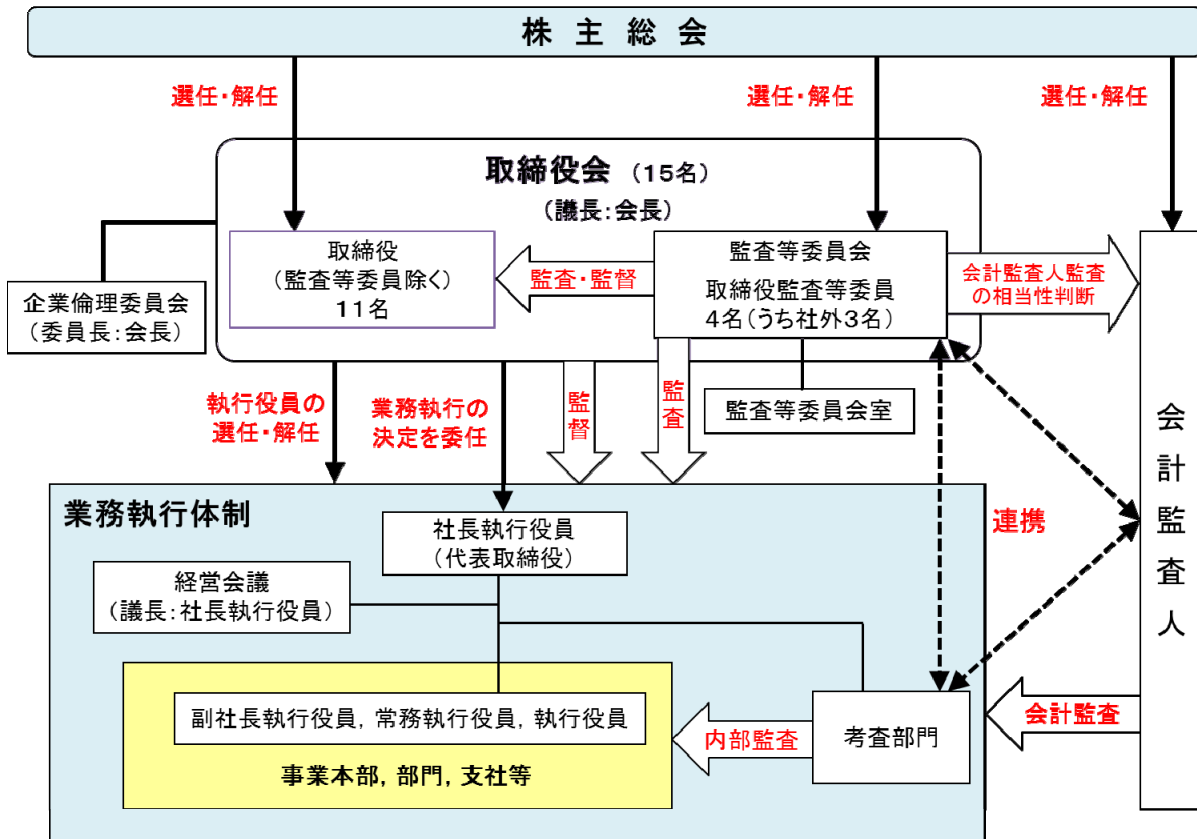 株主総会
選任・解任
選任・解任
選任・解任
取締役会（15名）
（議長：会長）
取締役
（監査等委員除く）
11名
監査・監督
監査等委員会
取締役監査等委員
4名（うち社外3名）
会計監査人監査
の相当性判断
企業倫理委員会
（委員長：会長）
執行役員の
選任・解任
業務執行の
決定を委任
監督
監査
監査等委員会室
会計監査人
業務執行体制
社長執行役員
（代表取締役）
連携
経営会議
（議長：社長執行役員）
副社長執行役員，常務執行役員，執行役員
事業本部，部門，支社等
内部監査
考査部門
会計監査